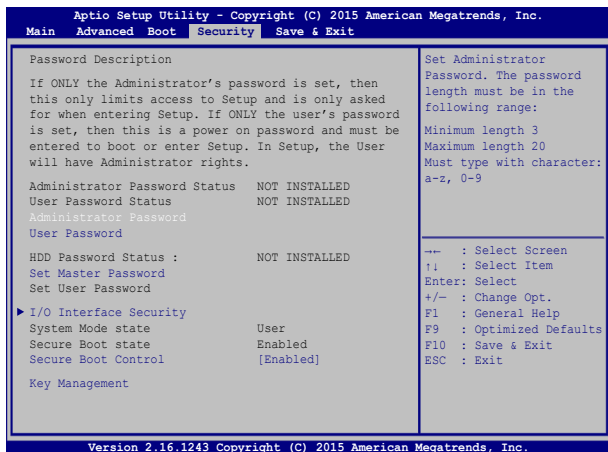 Aptio Setup Utility - Copyright (C) 2015 American Megatrends, Inc.
Main Advanced Boot Security Save & Exit
Password Description
If ONLY the Administrator's password is set, then
this only limits access to Setup and is only asked
for when entering Setup. If ONLY the user's password
is set, then this is a power on password and must be
entered to boot or enter Setup. In Setup, the User
will have Administrator rights.
Administrator Password Status NOT INSTALLED
User Password Status NOT INSTALLED
Administrator Password
User Password
HDD Password Status : NOT INSTALLED
Set Master Password
Set User Password
I/O Interface Security
System Mode state User
Secure Boot state Enabled
Secure Boot Control [Enabled]
Key Management
Set Administrator
Password. The password
length must be in the
following range:
Minimum length 3
Maximum length 20
Must type with character:
a-z, 0-9
→← : Select Screen
↑↓ : Select Item
Enter: Select
+/— : Change Opt.
F1 : General Help
F9 : Optimized Defaults
F10 : Save & Exit
ESC : Exit
Version 2.16.1243 Copyright (C) 2015 American Megatrends, Inc.